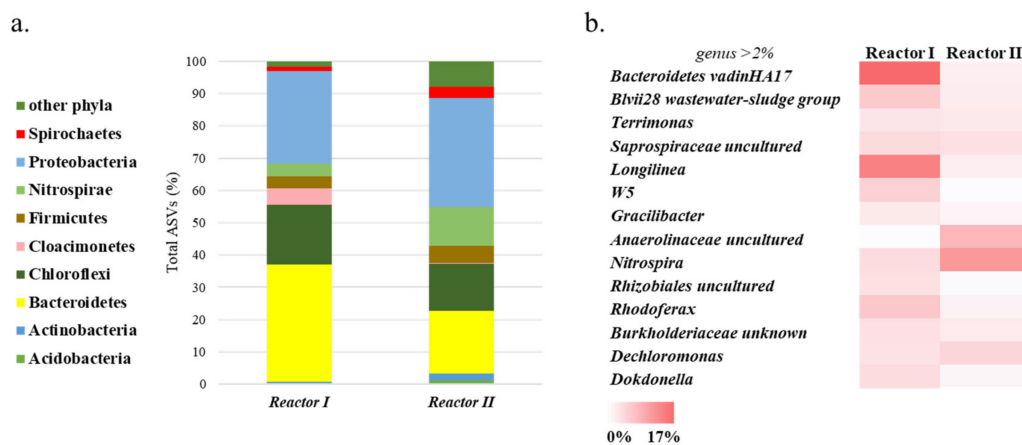 a.
other phyla
Spirochaetes
Proteobacteria
Nitrospirae
Firmicutes
Cloacimonetes
Chloroflexi
Bacteroidetes
Actinobacteria
Acidobacteria
Total ASVs (%)
100
90
80
70
60
50
40
30
20
10
0
Reactor I
Reactor II
b.
genus >2%
Reactor I
Reactor II
Bacteroidetes vadinHA17
Blvii28 wastewater-sludge group
Terrimonas
Saprospiraceae uncultured
Longilinea
W5
Gracilibacter
Anaerolinaceae uncultured
Nitrospira
Rhizobiales uncultured
Rhodoferax
Burkholderiaceae unknown
Dechloromonas
Dokdonella
0% 17%